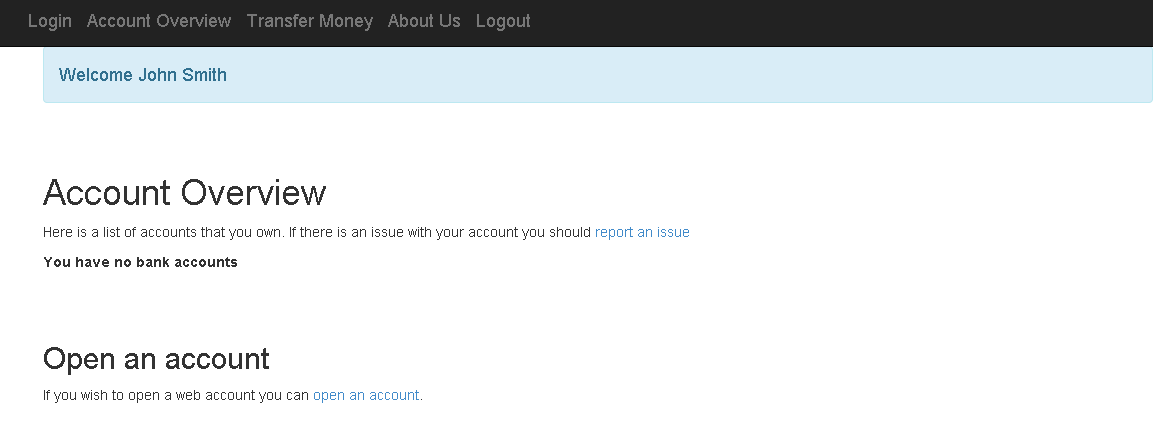 Login Account Overview Transfer Money About Us Logout
Welcome John Smith
Account Overview
Here is a list of accounts that you own. If there is an issue with your account you should report an issue
You have no bank accounts
Open an account
If you wish to open a web account you can open an account.